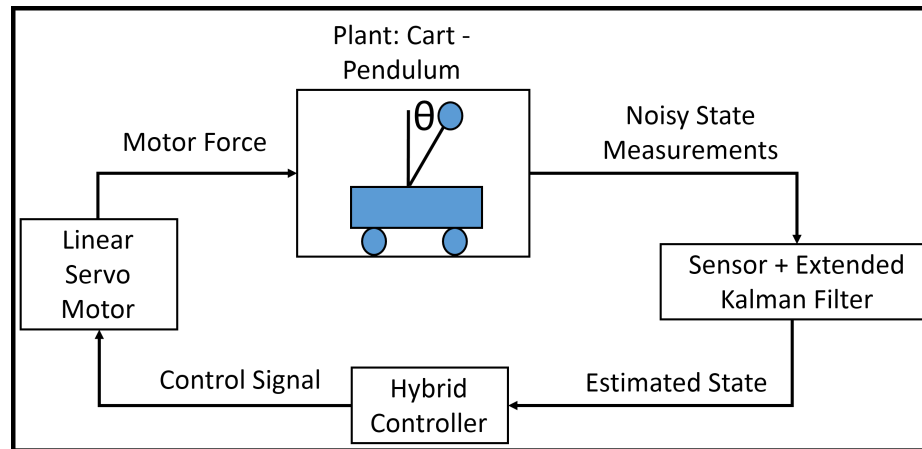 Plant: Cart -
Pendulum
θ
Motor Force
Noisy State
Measurements
Linear
Servo
Motor
Sensor + Extended
Kalman Filter
Control Signal
Hybrid
Controller
Estimated State